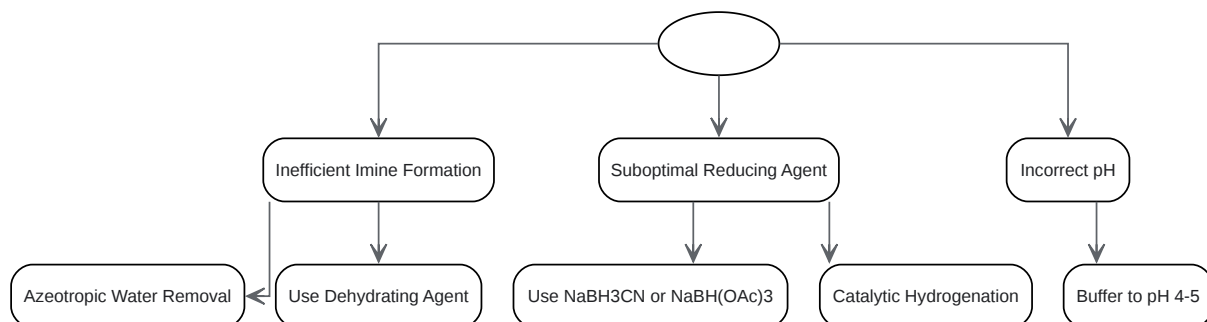 Inefficient Imine Formation
Suboptimal Reducing Agent
Incorrect pH
Azeotropic Water Removal
Use Dehydrating Agent
Use NaBH3CN or NaBH(OAc)3
Catalytic Hydrogenation
Buffer to pH 4-5